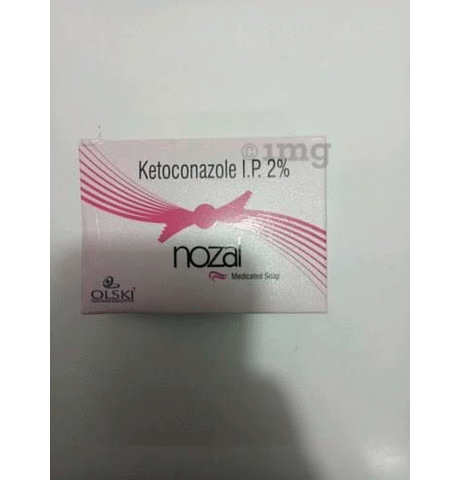 © 1mg
Ketoconazole I.P. 2%
nozal
Medicated Soap
OLSKI